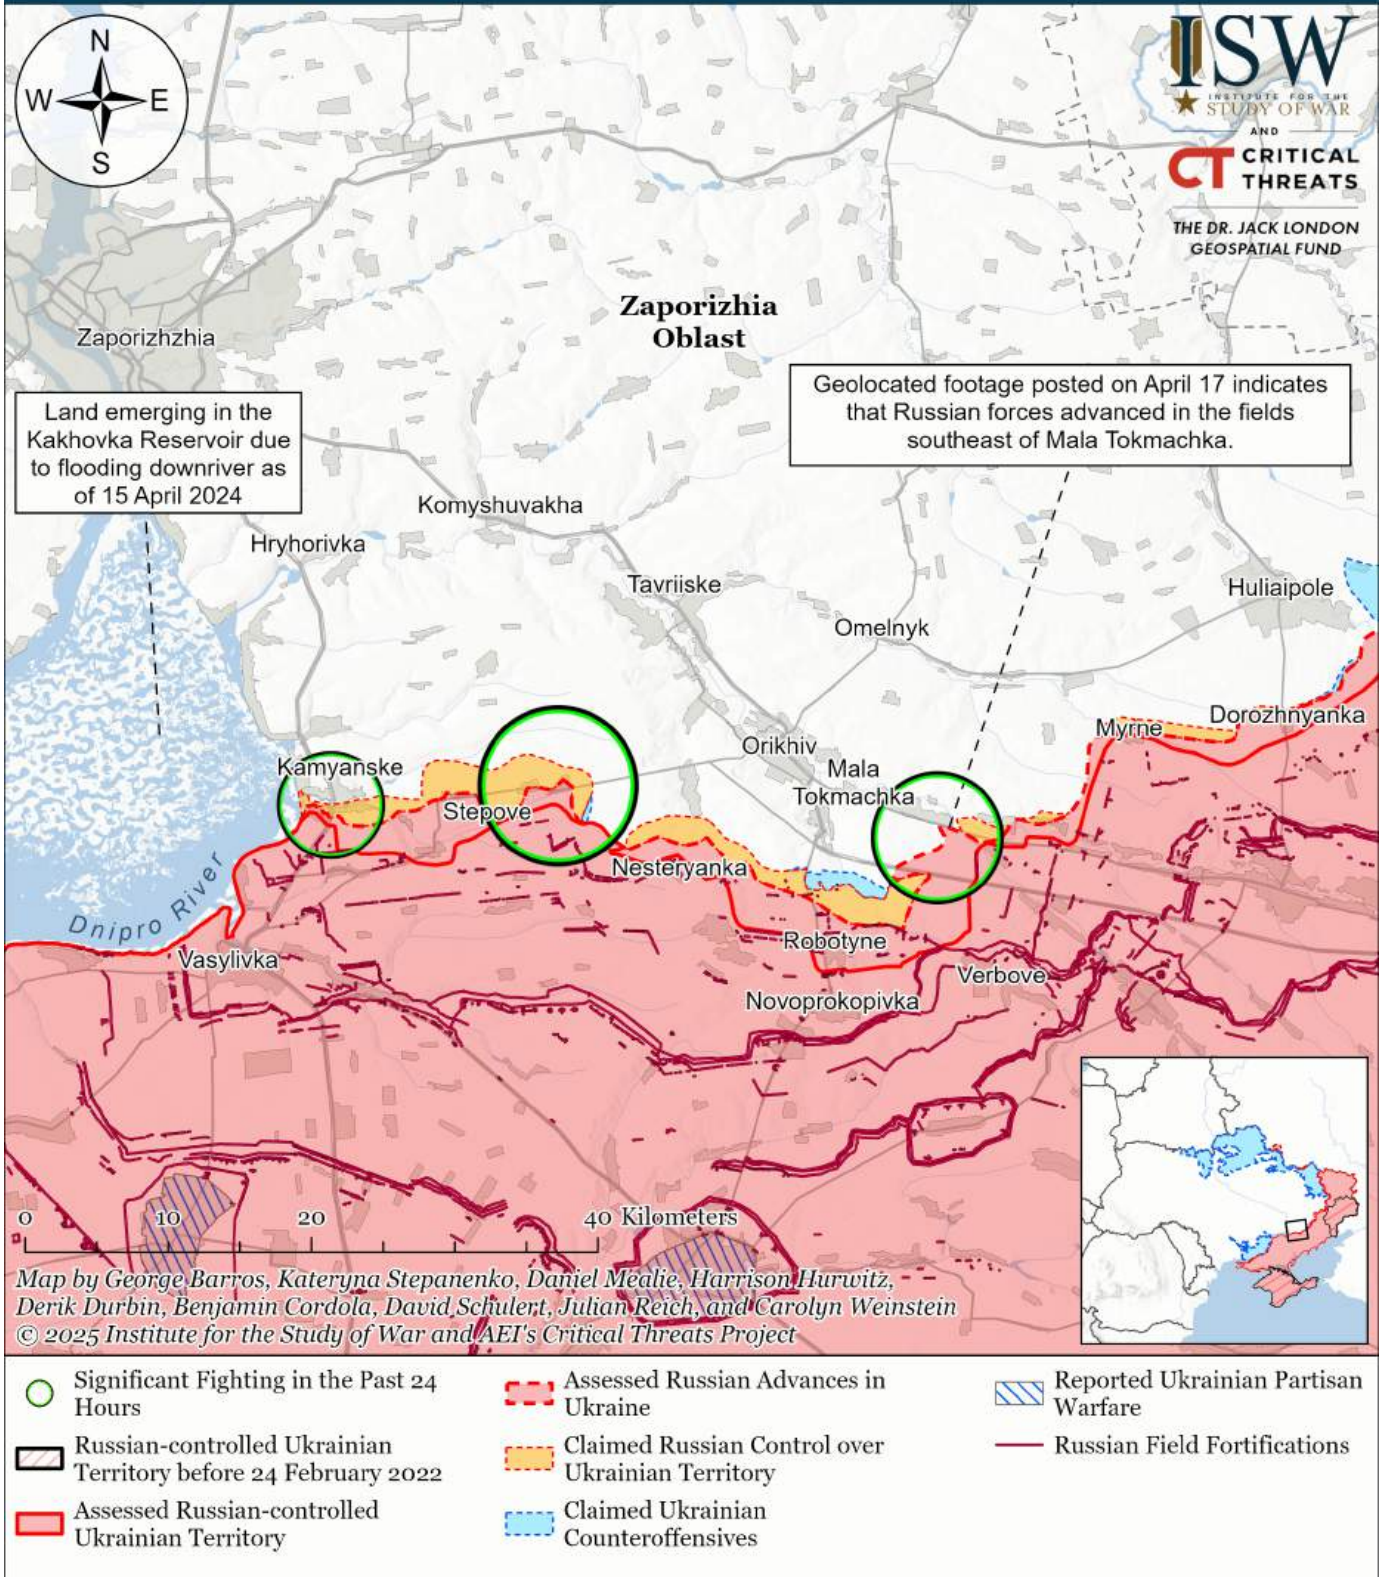 N
W
E
S
ISW
INSTITUTE FOR THE
STUDY OF WAR
AND
CT CRITICAL
THREATS
THE DR. JACK LONDON
GEOSPATIAL FUND
Zaporizhia
Oblast
Zaporizhzhia
Geolocated footage posted on April 17 indicates
that Russian forces advanced in the fields
southeast of Mala Tokmachka.
Land emerging in the
Kakhovka Reservoir due
to flooding downriver as
of 15 April 2024
Komyshuvakha
Hryhorivka
Tavriiske
Huliaipole
Omelnyk
Dorozhnyanka
Myrne
Orikhiv
Kamyanske
Mala
Tokmachka
Stepove
Nesteryanka
Dnipro River
Robotyne
Vasylivka
Verbove
Novoprokopivka
0 10 20 40 Kilometers
Map by George Barros, Kateryna Stepanenko, Daniel Mealie, Harrison Hurwitz,
Derik Durbin, Benjamin Cordola, David Schulert, Julian Reich, and Carolyn Weinstein
© 2025 Institute for the Study of War and AEI's Critical Threats Project
Significant Fighting in the Past 24
Hours
Russian-controlled Ukrainian
Territory before 24 February 2022
Assessed Russian-controlled
Ukrainian Territory
Assessed Russian Advances in
Ukraine
Claimed Russian Control over
Ukrainian Territory
Claimed Ukrainian
Counteroffensives
Reported Ukrainian Partisan
Warfare
Russian Field Fortifications